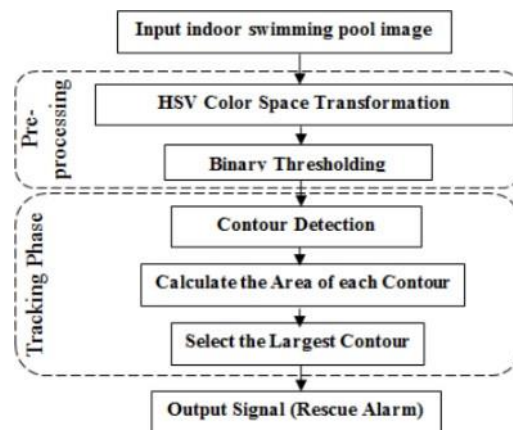 Input indoor swimming pool image
Pre-
processing
HSV Color Space Transformation
Binary Thresholding
Tracking Phase
Contour Detection
Calculate the Area of each Contour
Select the Largest Contour
Output Signal (Rescue Alarm)